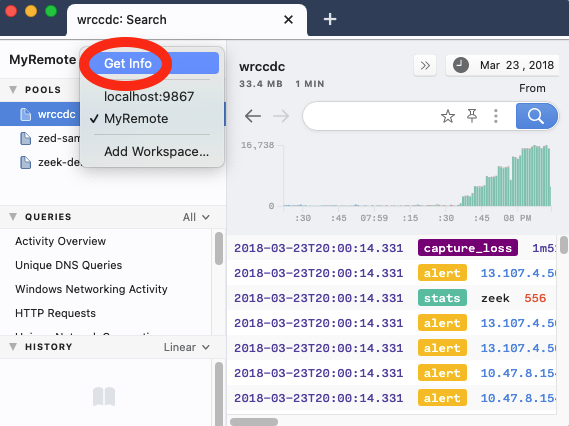 wrccdc: Search
MyRemote
Get Info
localhost:9867
✓ MyRemote
Add Workspace...
POOLS
wrccdc
zed-sam
zeek-de
QUERIES
All
Activity Overview
Unique DNS Queries
Windows Networking Activity
HTTP Requests
HISTORY
Linear
wrccdc
33.4 MB 1 MIN
Mar 23 , 2018
From
16,738
0
:30 :45 07:59 :15 :30 :45 08 PM
2018-03-23T20:00:14.331 capture_loss 1m5
2018-03-23T20:00:14.331 alert 13.107.4.50
2018-03-23T20:00:14.331 stats zeek 556
2018-03-23T20:00:14.331 alert 13.107.4.50
2018-03-23T20:00:14.331 alert 13.107.4.50
2018-03-23T20:00:14.331 alert 10.47.8.154
2018-03-23T20:00:14.331 alert 10.47.8.154